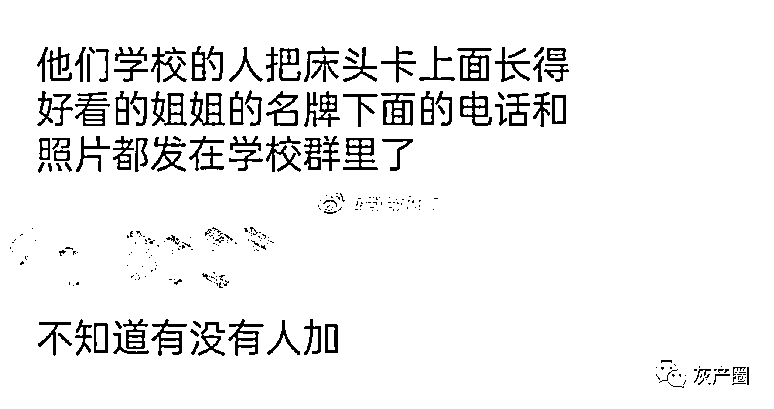 他们学校的人把床头卡上面长得
好看的姐姐的名牌下面的电话和
照片都发在学校群里了
不知道有没有人加
灰产圈